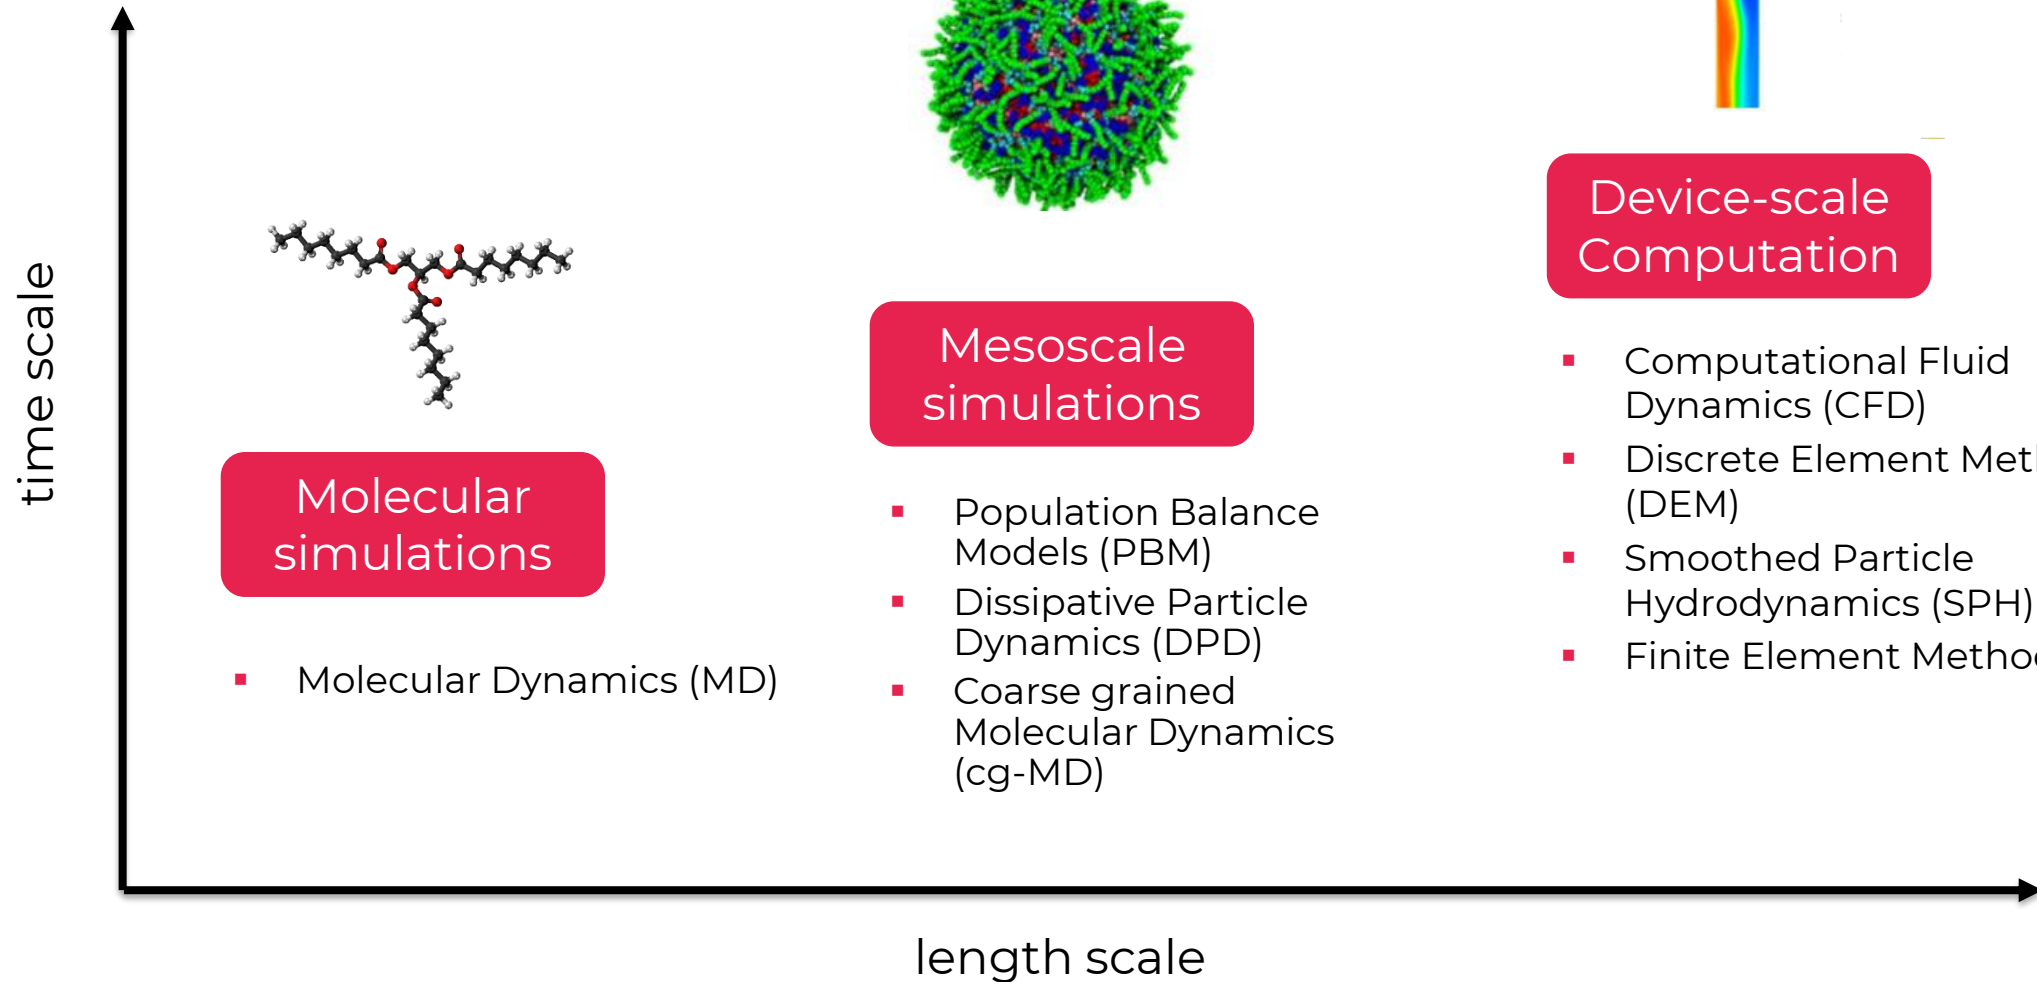 time scale
Molecular
simulations
Molecular Dynamics (MD)
Mesoscale
simulations
Population Balance
Models (PBM)
Dissipative Particle
Dynamics (DPD)
Coarse grained
Molecular Dynamics
(cg-MD)
Device-scale
Computation
Computational Fluid
Dynamics (CFD)
Discrete Element
(DEM)
Smoothed Particle
Hydrodynamics (SPH)
Finite Element
length scale